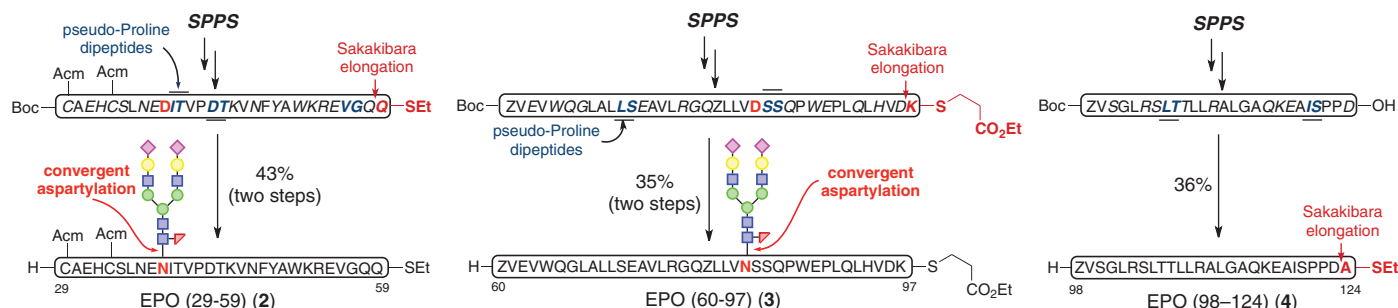 SPPS
pseudo-Proline
dipeptides
Sakakibara
elongation
Acm
Acm
Boc CAEHCSLNEDITVPDTKVNFYAWKREVGQQ SEt
convergent
aspartylation
43%
(two steps)
Acm
Acm
H CAEHCSLNENITVPDTKVNFYAWKREVGQQ SEt
29 59
EPO (29-59) (2)
SPPS
Sakakibara
elongation
Boc ZVEVWQGLALLSEAVLRGQZLLVDSSQPWEPLQLHVDK S
CO2Et
pseudo-Proline
dipeptides
35%
(two steps)
convergent
aspartylation
H ZVEVWQGLALLSEAVLRGQZLLVNSSQPWEPLQLHVDK S
CO2Et
60 97
EPO (60-97) (3)
SPPS
Boc ZVSGLRSLTTLLRALGAQKEAISPPD OH
36%
Sakakibara
elongation
H ZVSGLRSLTTLLRALGAQKEAISPPDA SEt
98 124
EPO (98–124) (4)